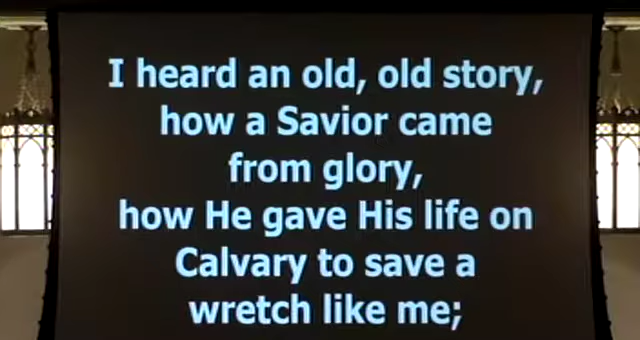 I heard an old, old story,
how a Savior came
from glory,
how He gave His life on
Calvary to save a
wretch like me;